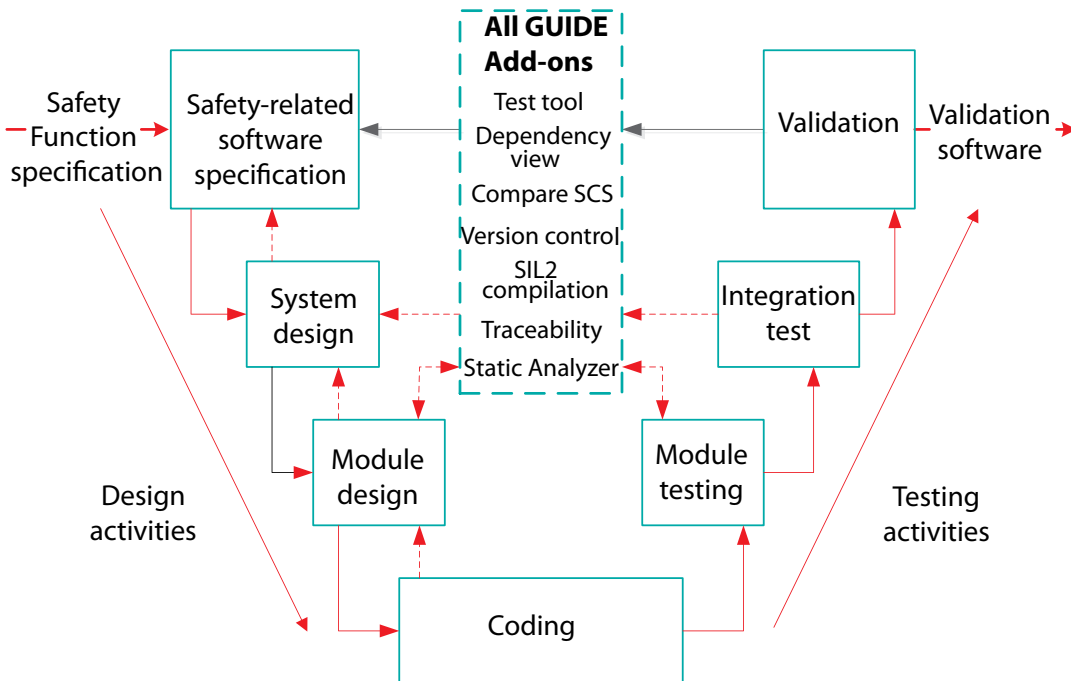 Safety
Function
specification
Safety-related
software
specification
All GUIDE
Add-ons
Test tool
Dependency
view
Compare SCS
Version control
SIL2
compilation
Traceability
Static Analyzer
Validation
Validation
software
System
design
Integration
test
Module
design
Module
testing
Design
activities
Testing
activities
Coding